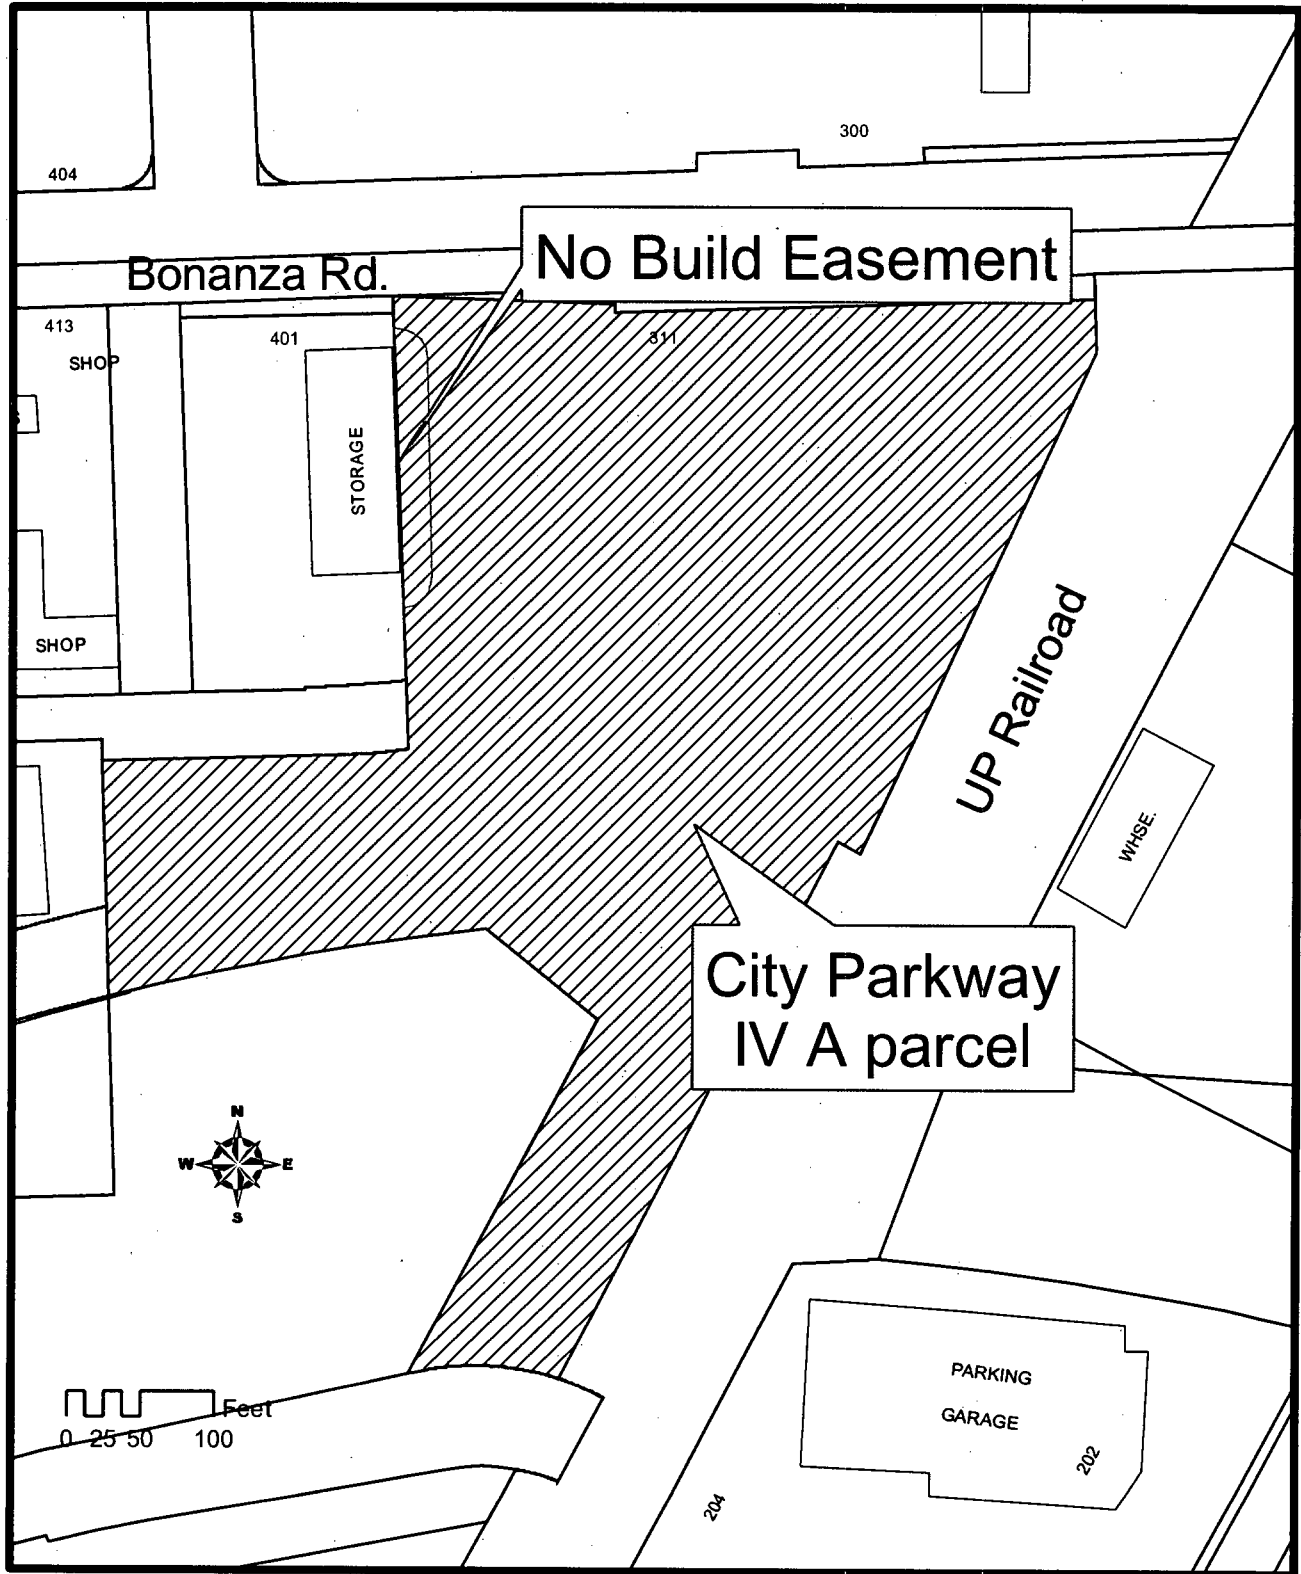 300
404
No Build Easement
Bonanza Rd.
413
SHOP
401
311
STORAGE
SHOP
UP Railroad
WHSE.
City Parkway
IV A parcel
N
W E
S
PARKING
GARAGE
202
204
Feet
0 25 50 100